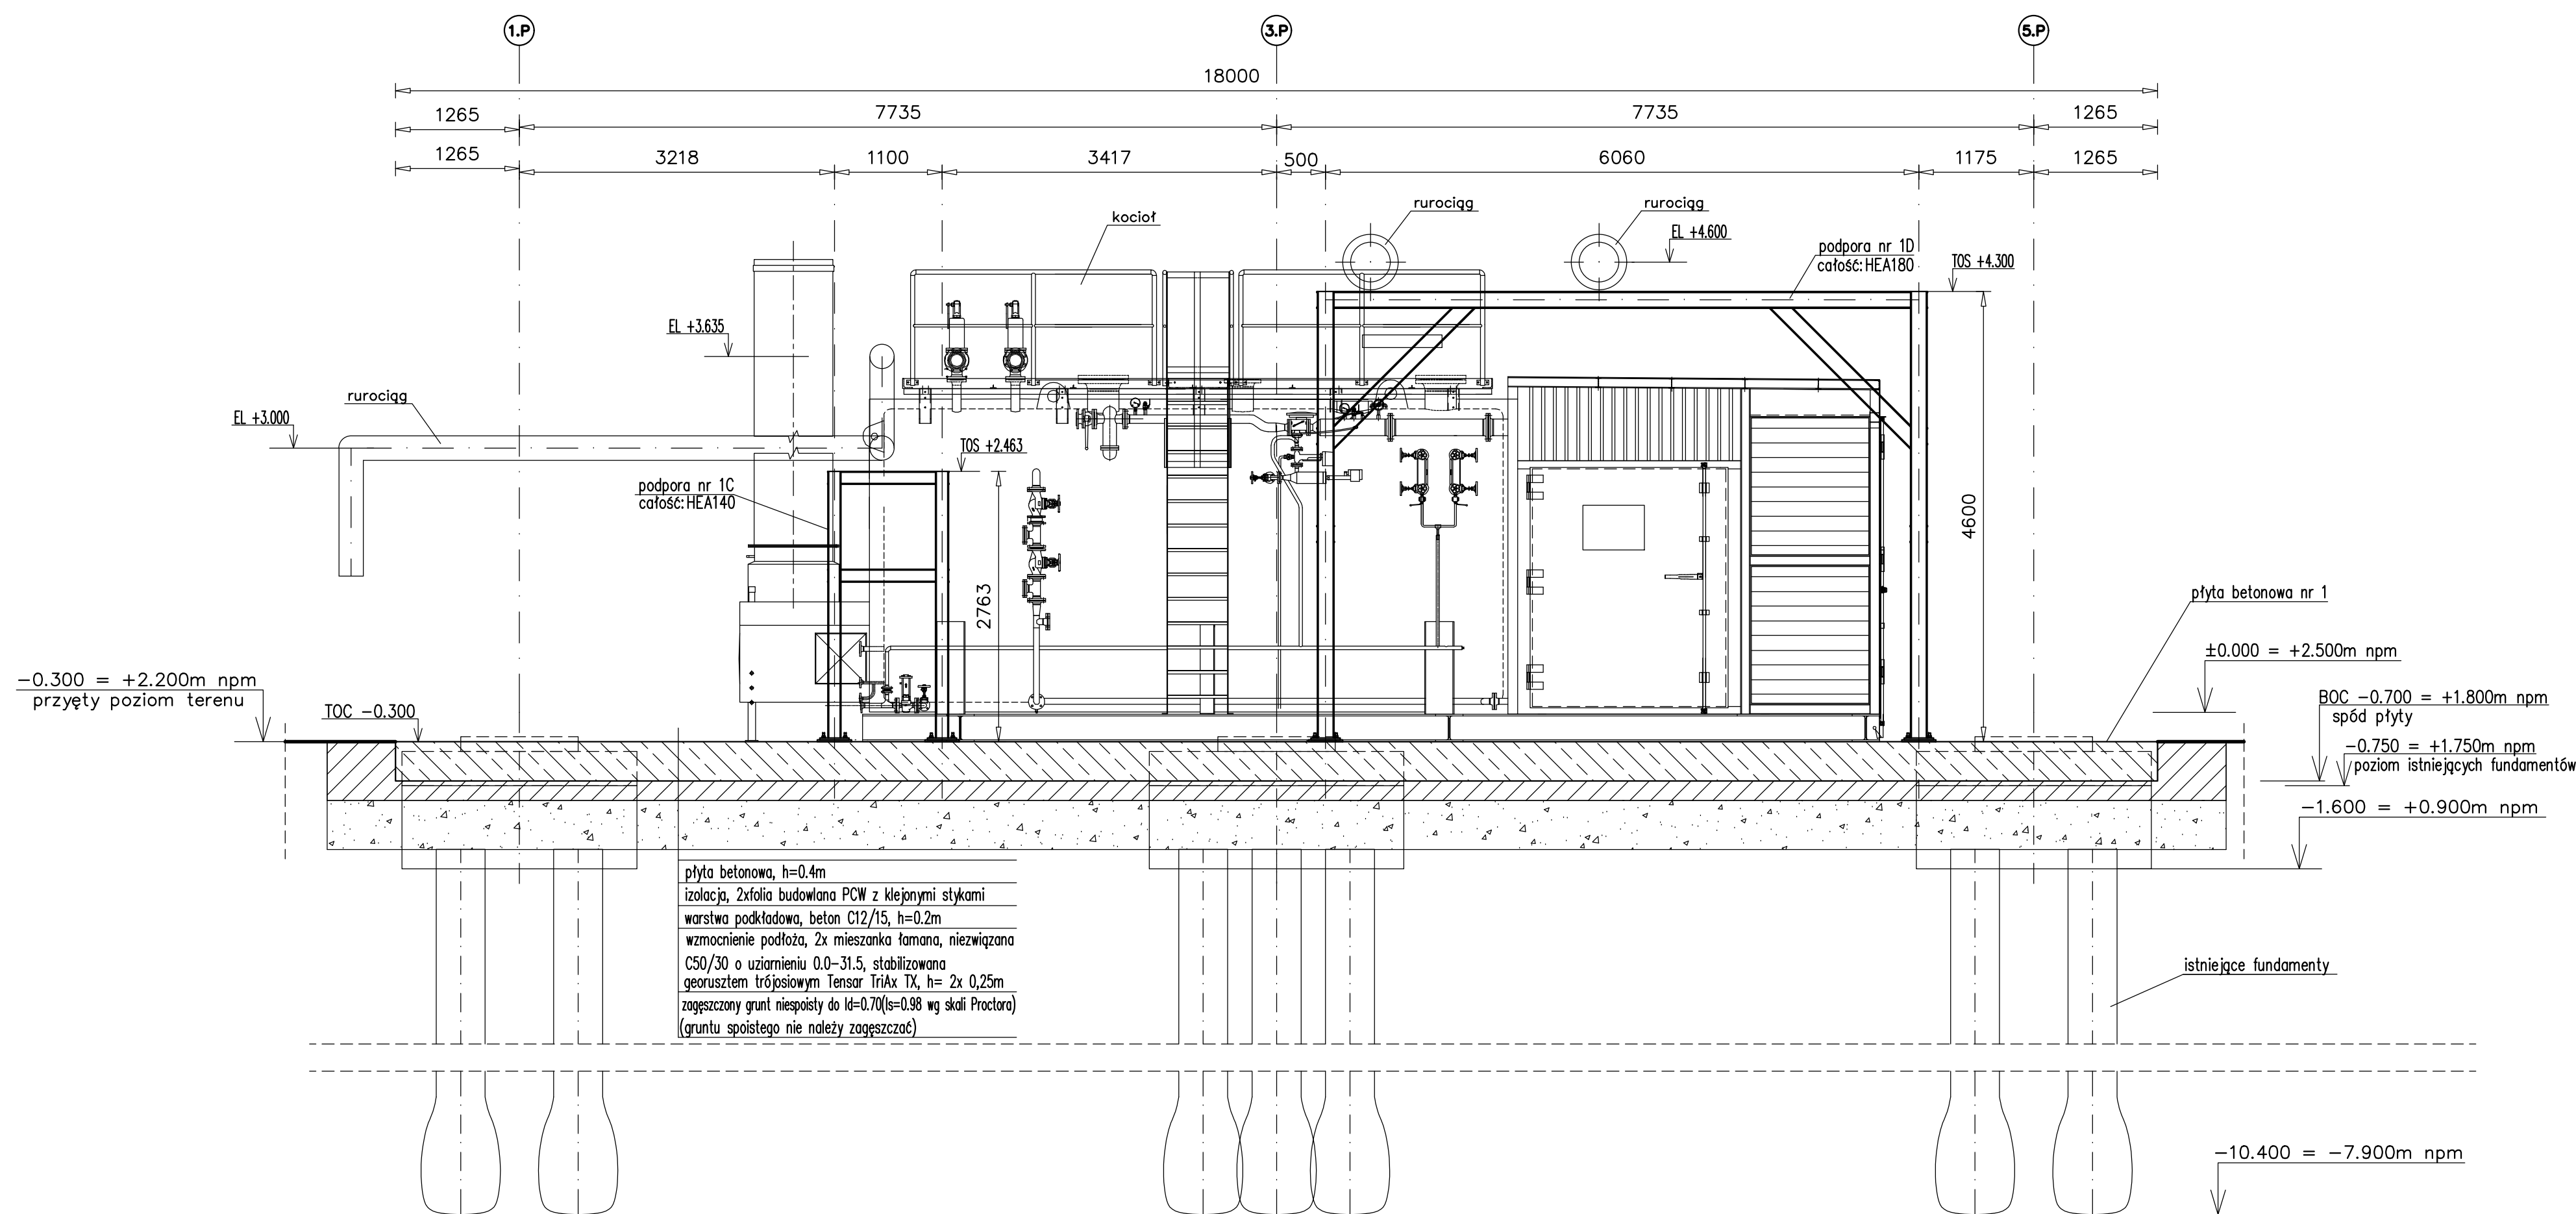 1.P
3.P
5.P
18000
1265
7735
7735
1265
1265
3218
1100
3417
500
6060
1175
1265
kocioł
rurociąg
rurociąg
EL +4.600
podpora nr 1D
całość:HEA180
TOS +4.300
EL +3.635
rurociąg
EL +3.000
TOS +2.463
podpora nr 1C
całość:HEA140
2763
4600
płyta betonowa nr 1
±0.000 = +2.500m npm
-0.300 = +2.200m npm
przyęty poziom terenu
TOC -0.300
BOC -0.700 = +1.800m npm
spód płyty
-0.750 = +1.750m npm
poziom istniejących fundamentów
-1.600 = +0.900m npm
płyta betonowa, h=0.4m
izolacja, 2xfolia budowlana PCW z klejonymi stykami
warstwa podkładowa, beton C12/15, h=0.2m
wzmocnienie podłoża, 2x mieszanka łamana, niezwiązana
C50/30 o uziarnieniu 0.0-31.5, stabilizowana
georusztem trójosiowym Tensar TriAx TX, h= 2x 0,25m
zagęszczony grunt niespoisty do Id=0.70(Is=0.98 wg skali Proctora)
(gruntu spoistego nie należy zagęszczać)
istniejące fundamenty
-10.400 = -7.900m npm